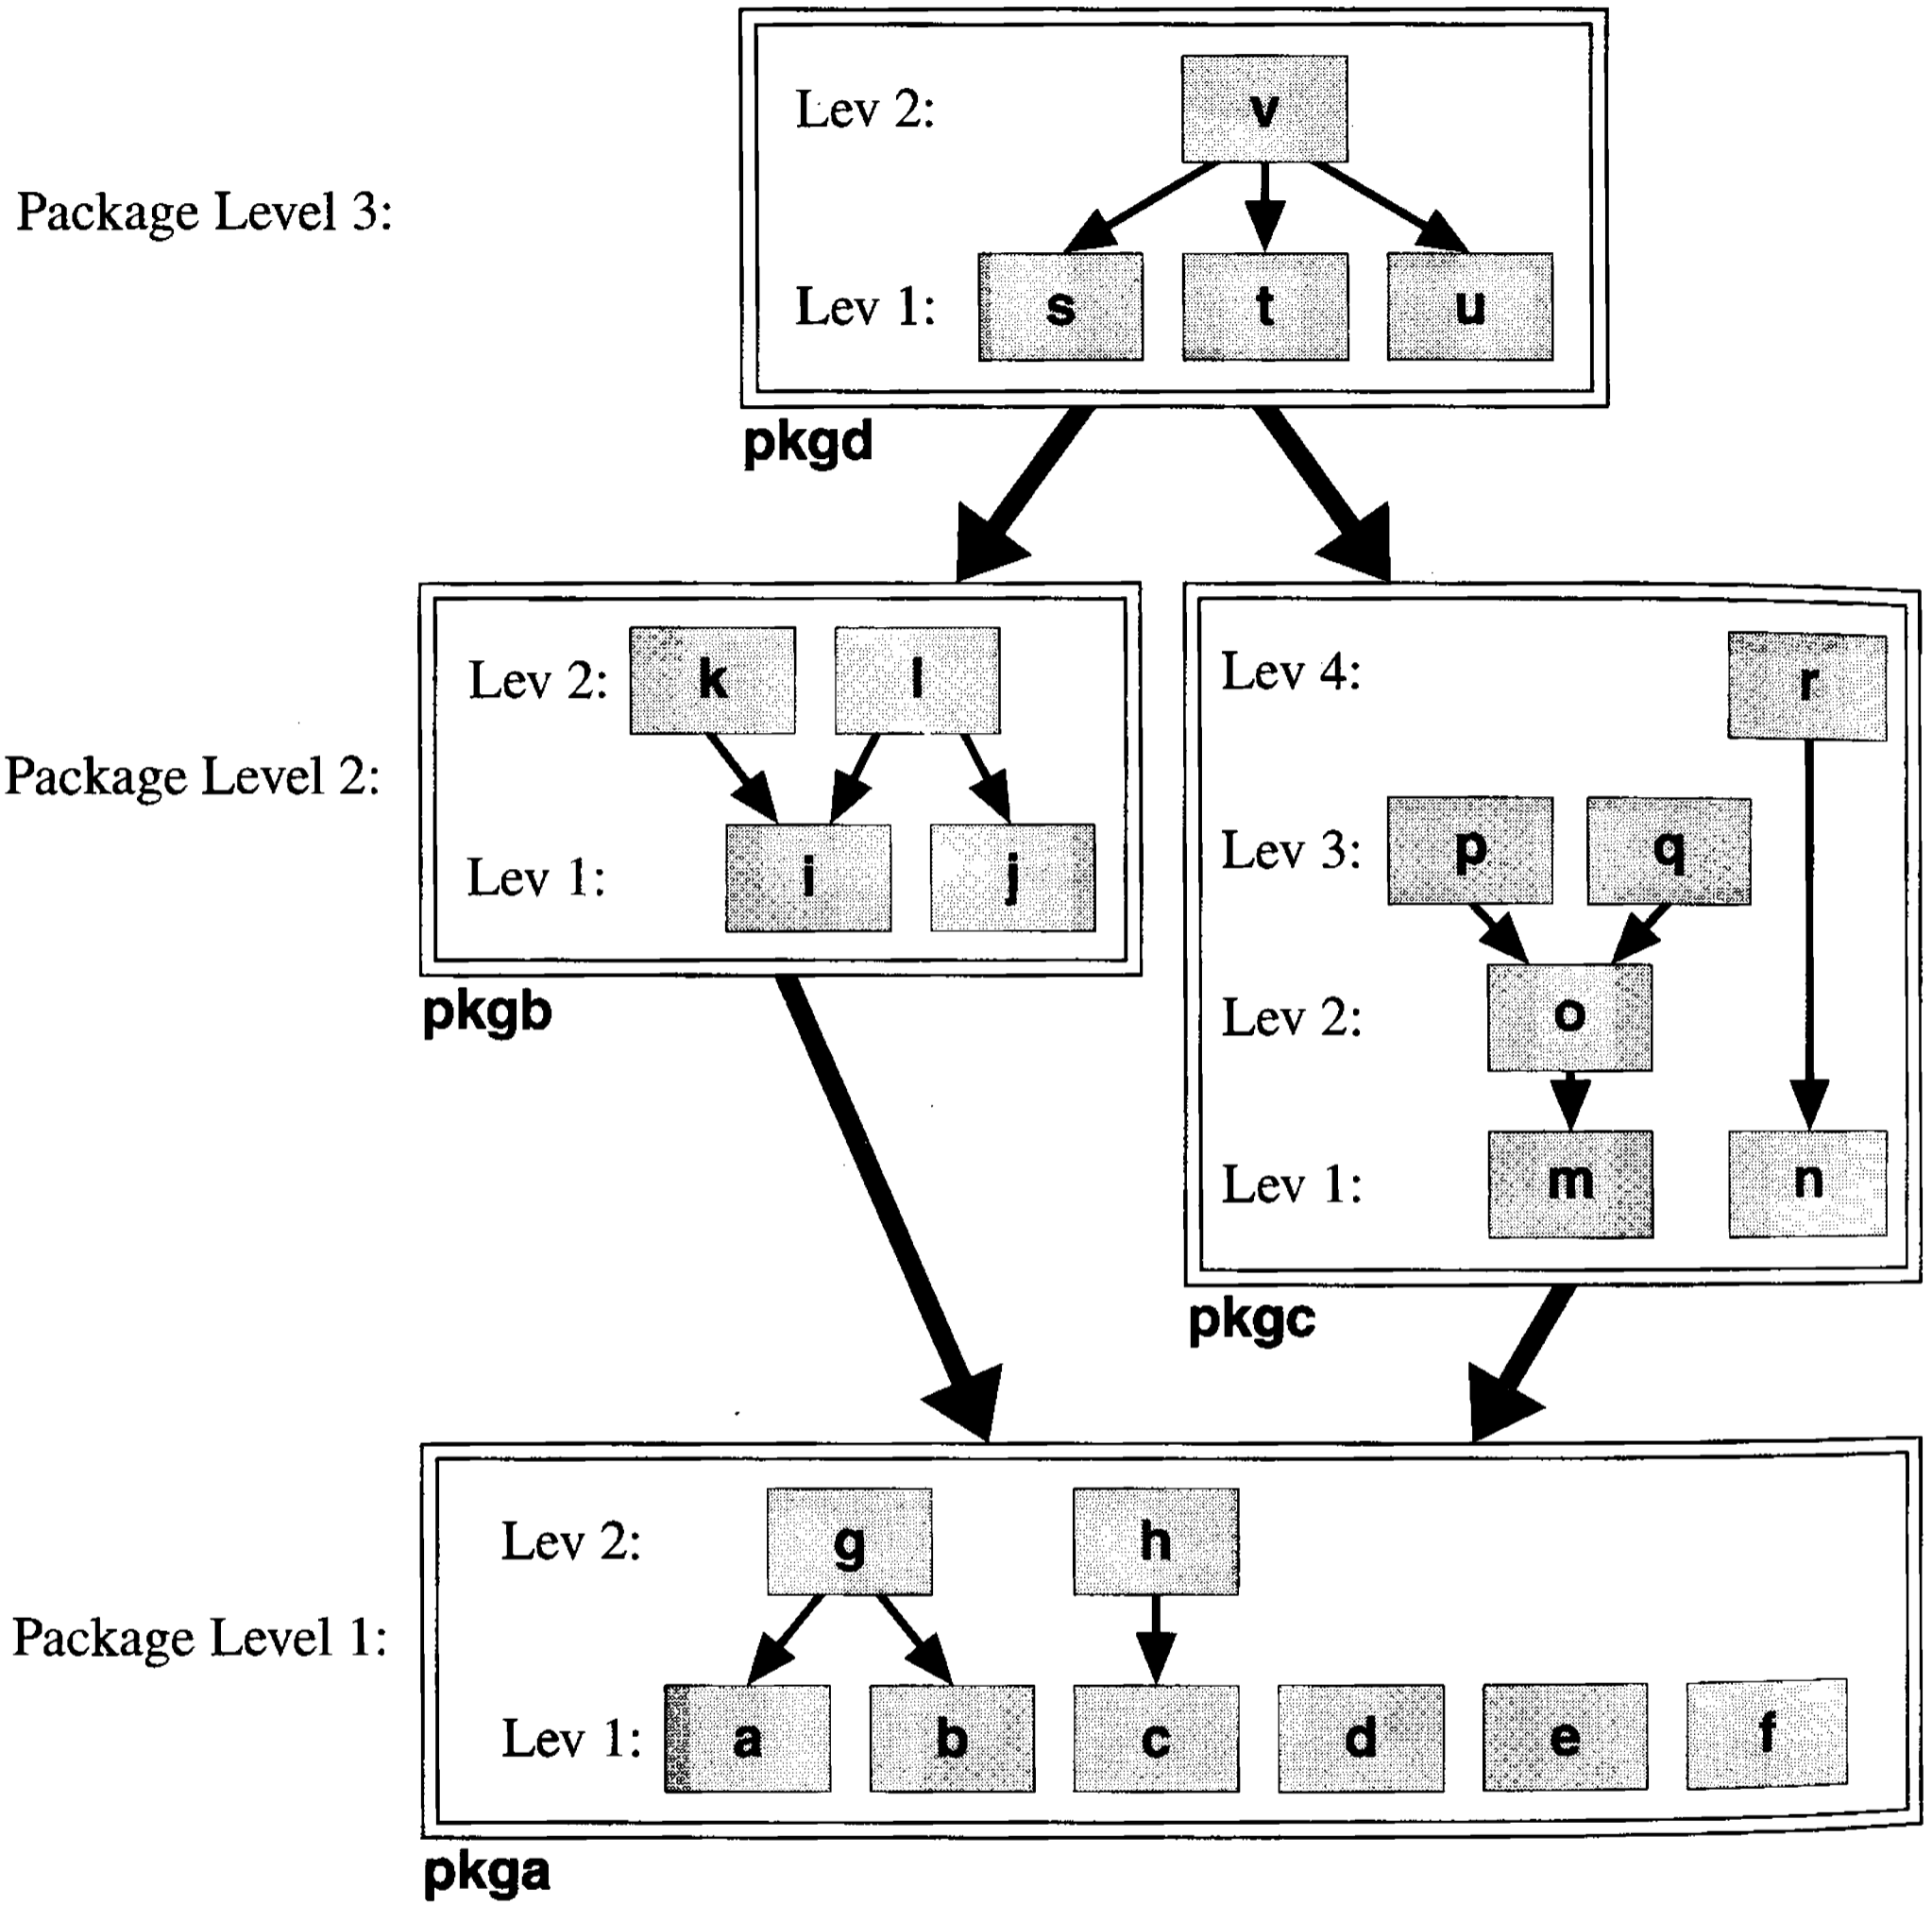 Lev 2: v
Package Level 3:
Lev 1: s t u
pkgd
Lev 2: k l
Lev 4: r
Package Level 2:
Lev 3: p q
Lev 1: i j
pkgb
Lev 2: o
Lev 1: m n
pkgc
Lev 2: g h
Package Level 1:
Lev 1: a b c d e f
pkga